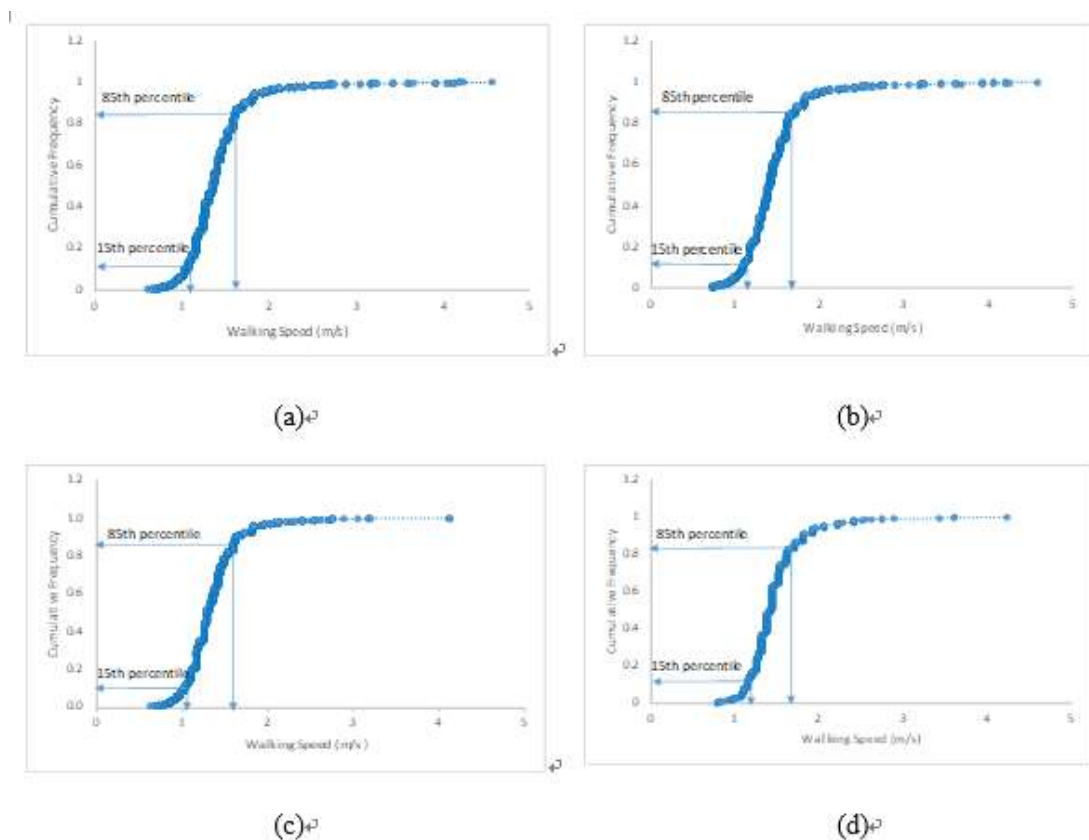 1.2
1
85th percentile
0.8
0.6
0.4
15th percentile
0.2
0
0 1 2 3 4 5
Cumulative Frequency
Walking Speed (m/s)
(a)
1.2
1
85th percentile
0.8
0.6
0.4
0.2
15th percentile
0
0 1 2 3 4 5
Cumulative Frequency
Walking Speed (m/s)
(b)
1.2
1.0
85th percentile
0.8
0.6
0.4
0.2
15th percentile
0.0
0 1 2 3 4 5
Cumulative Frequency
Walking Speed (m/s)
(c)
1.2
1
85th percentile
0.8
0.6
0.4
0.2
15th percentile
0
0 1 2 3 4 5
Cumulative Frequency
Walking Speed (m/s)
(d)